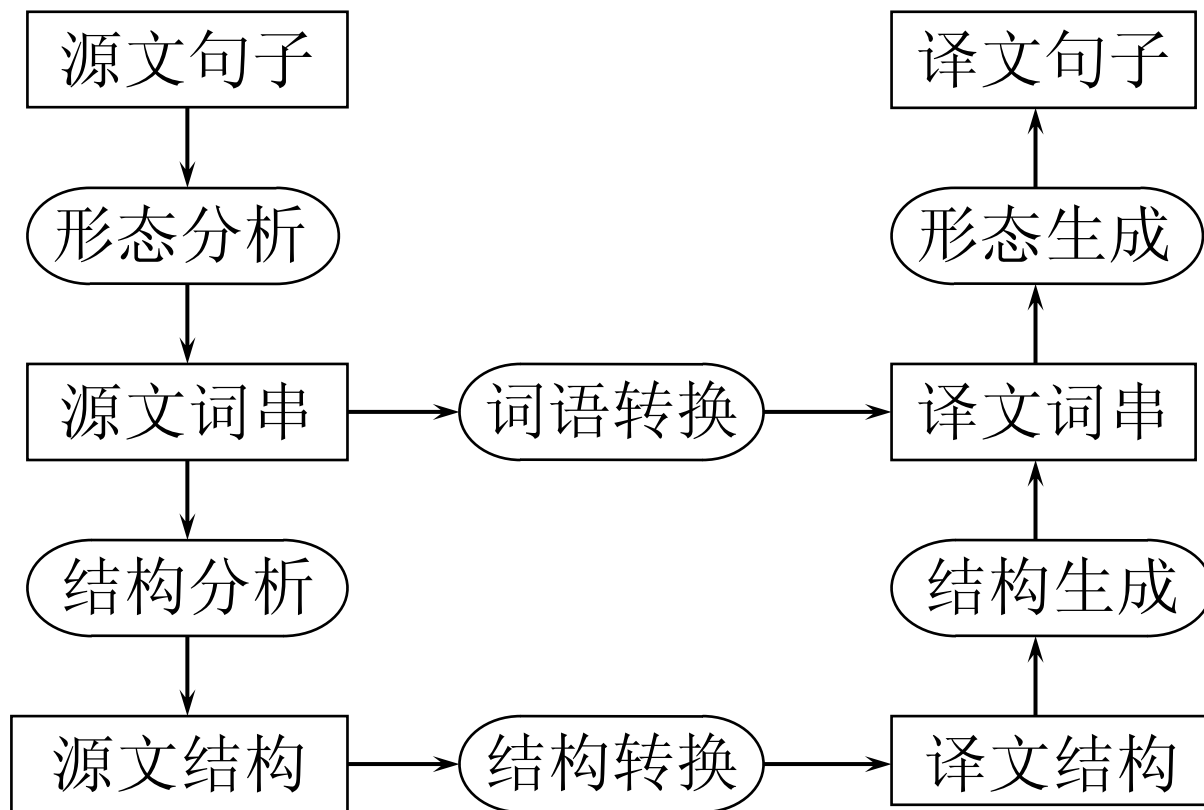 源文句子
译文句子
形态分析
形态生成
源文词串
词语转换
译文词串
结构分析
结构生成
源文结构
结构转换
译文结构